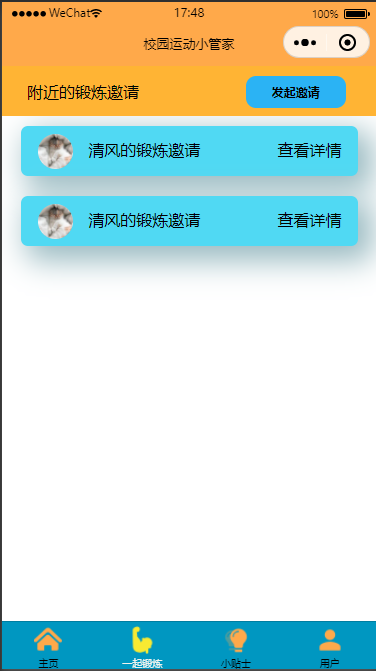 WeChat 17:48 100%
校园运动小管家
附近的锻炼邀请 发起邀请
清风的锻炼邀请 查看详情
清风的锻炼邀请 查看详情
主页 一起锻炼 小贴士 用户